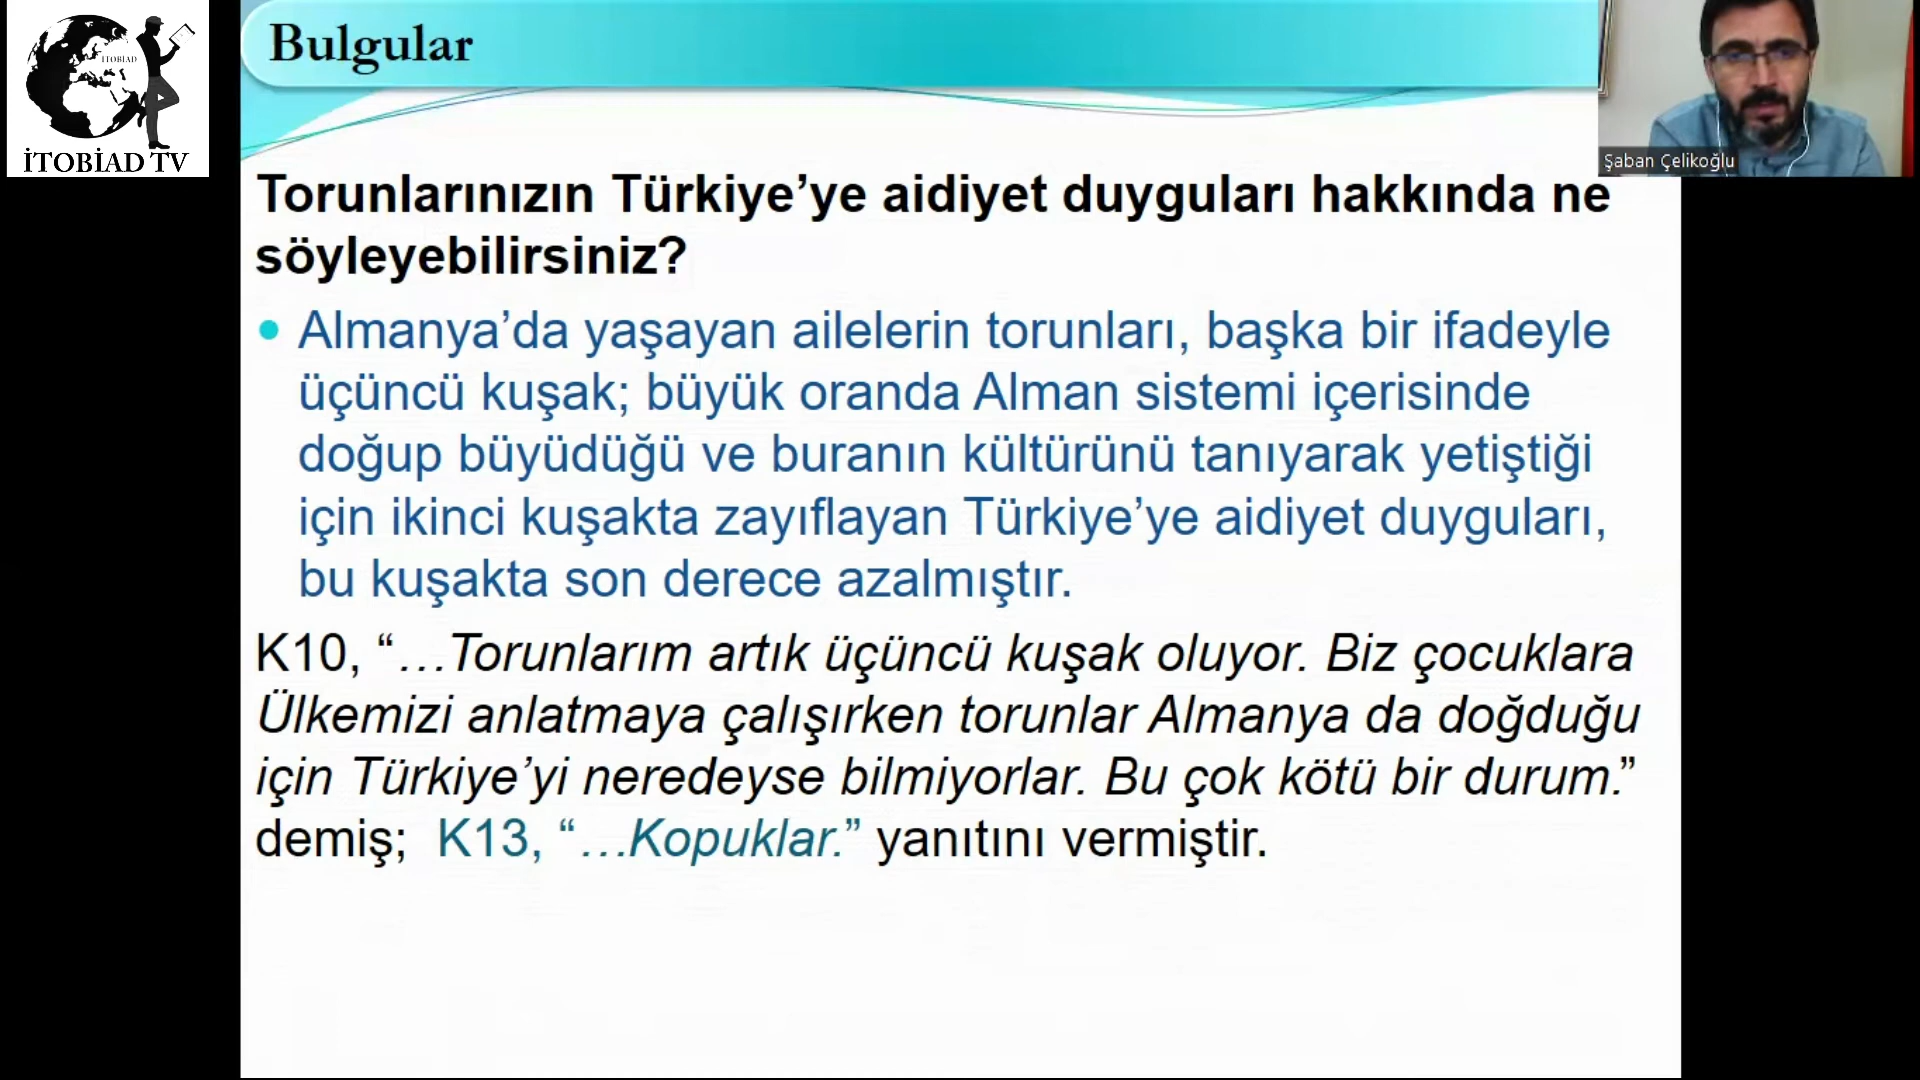 İTOBİAD
İTOBİAD TV
Bulgular
Şaban Çelikoğlu
Torunlarınızın Türkiye’ye aidiyet duyguları hakkında ne
söyleyebilirsiniz?
• Almanya’da yaşayan ailelerin torunları, başka bir ifadeyle
üçüncü kuşak; büyük oranda Alman sistemi içerisinde
doğup büyüdüğü ve buranın kültürünü tanıyarak yetiştiği
için ikinci kuşakta zayıflayan Türkiye’ye aidiyet duyguları,
bu kuşakta son derece azalmıştır.
K10, “…Torunlarım artık üçüncü kuşak oluyor. Biz çocuklara
Ülkemizi anlatmaya çalışırken torunlar Almanya da doğduğu
için Türkiye’yi neredeyse bilmiyorlar. Bu çok kötü bir durum.”
demiş; K13, “…Kopuklar.” yanıtını vermiştir.